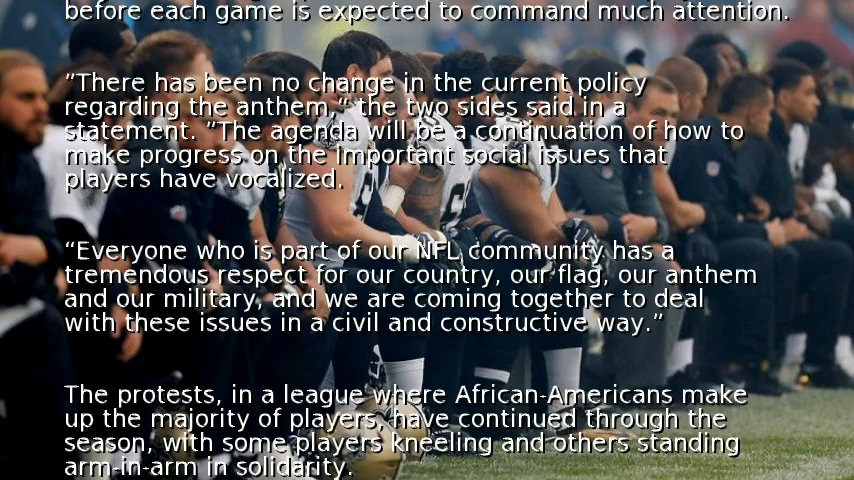 before each game is expected to command much attention.
”There has been no change in the current policy
regarding the anthem,“ the two sides said in a
statement. ”The agenda will be a continuation of how to
make progress on the important social issues that
players have vocalized.
“Everyone who is part of our NFL community has a
tremendous respect for our country, our flag, our anthem
and our military, and we are coming together to deal
with these issues in a civil and constructive way.”
The protests, in a league where African-Americans make
up the majority of players, have continued through the
season, with some players kneeling and others standing
arm-in-arm in solidarity.